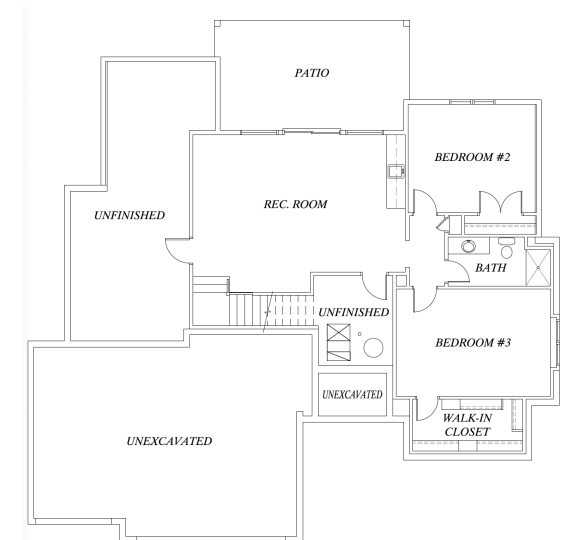 PATIO
BEDROOM #2
REC. ROOM
UNFINISHED
BATH
UNFINISHED
BEDROOM #3
UNEXCAVATED
WALK-IN
CLOSET
UNEXCAVATED